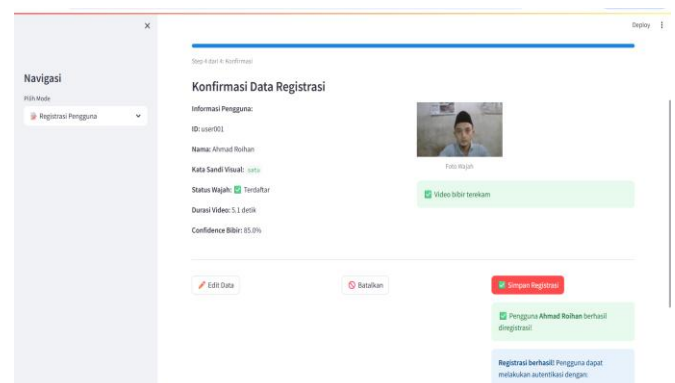 Deploy
Navigasi
Pilih Mode
Registrasi Pengguna
Step 4 dari 4: Konfirmasi
Konfirmasi Data Registrasi
Informasi Pengguna:
ID: user001
Nama: Ahmad Roihan
Kata Sandi Visual: satu
Status Wajah: ✅ Terdaftar
Durasi Video: 5.1 detik
Confidence Bibir: 85.0%
Foto Wajah
✅ Video bibir terekam
Edit Data
Batalkan
✅ Simpan Registrasi
✅ Pengguna Ahmad Roihan berhasil
diregistrasi!
Registrasi berhasil! Pengguna dapat
melakukan autentikasi dengan: